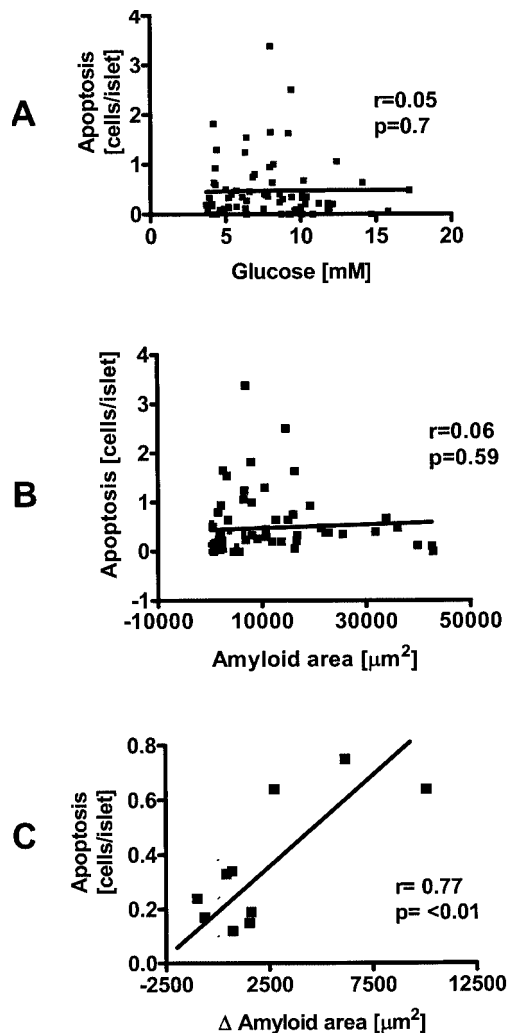 A
Apoptosis
[cells/islet]
4
3
2
1
0
r=0.05
p=0.7
0 5 10 15 20
Glucose [mM]
B
Apoptosis [cells/islet]
4
3
2
1
0
-1
r=0.06
p=0.59
-10000 10000 30000 50000
Amyloid area [μm²]
C
Apoptosis
[cells/islet]
0.8
0.6
0.4
0.2
0.0
r= 0.77
p= <0.01
-2500 2500 7500 12500
Δ Amyloid area [μm²]